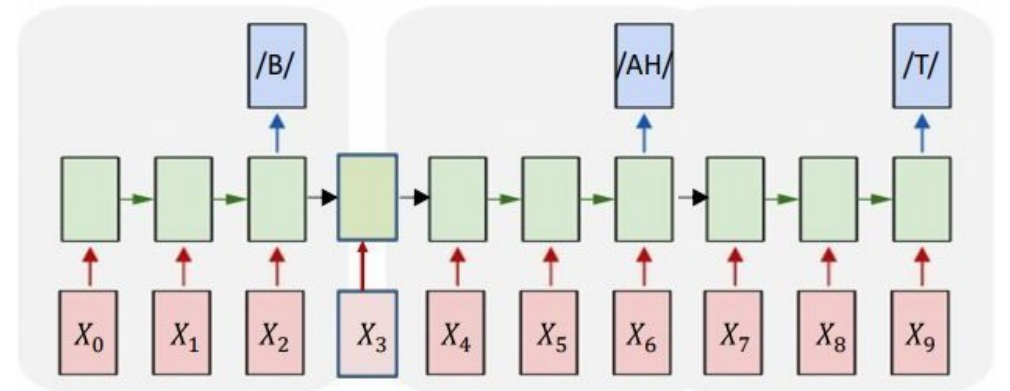 /B/ /AH/ /T/
X₀ X₁ X₂ X₃ X₄ X₅ X₆ X₇ X₈ X₉